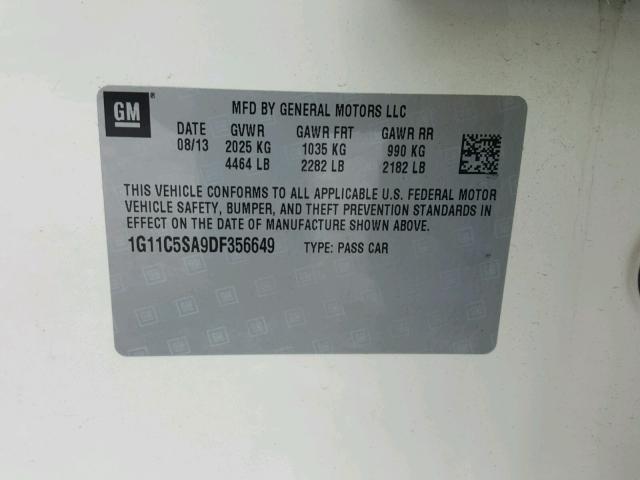 GM
MFD BY GENERAL MOTORS LLC
DATE GVWR GAWR FRT GAWR RR
08/13 2025 KG 1035 KG 990 KG
4464 LB 2282 LB 2182 LB
THIS VEHICLE CONFORMS TO ALL APPLICABLE U.S. FEDERAL MOTOR
VEHICLE SAFETY, BUMPER, AND THEFT PREVENTION STANDARDS IN
EFFECT ON THE DATE OF MANUFACTURE SHOWN ABOVE.
1G11C5SA9DF356649 TYPE: PASS CAR